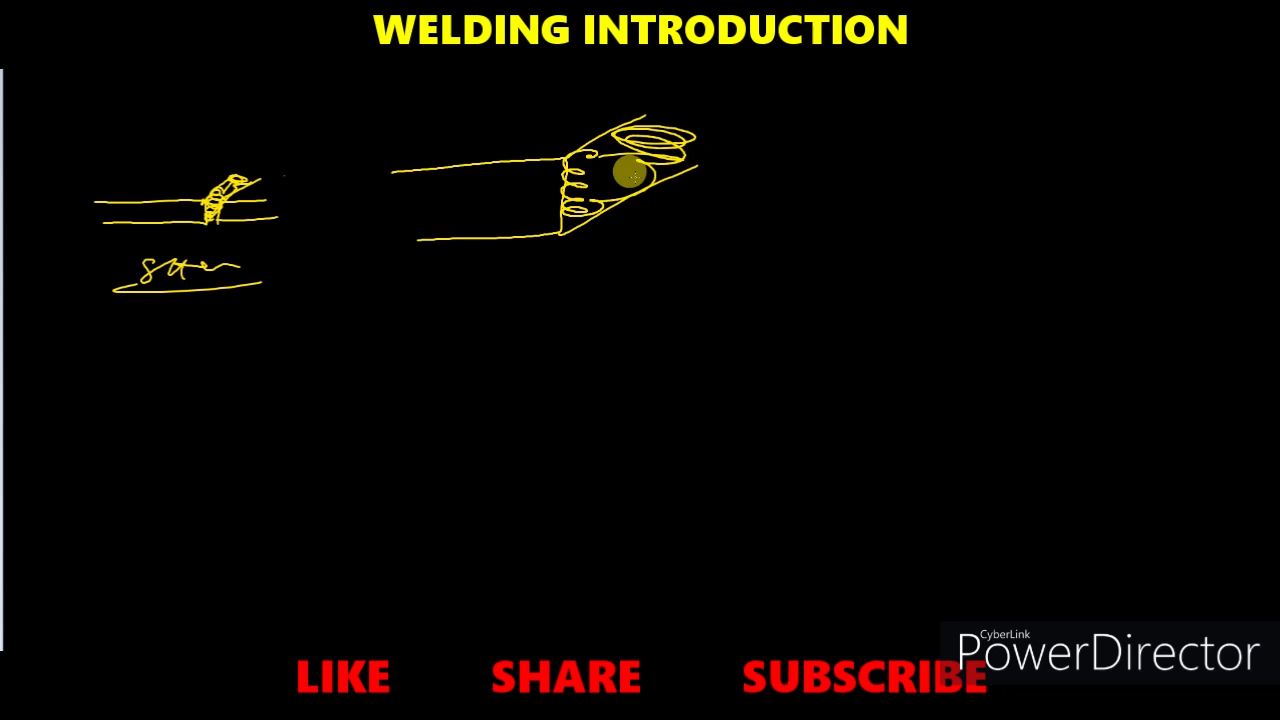 WELDING INTRODUCTION
CyberLink
PowerDirector
LIKE SHARE SUBSCRIBE